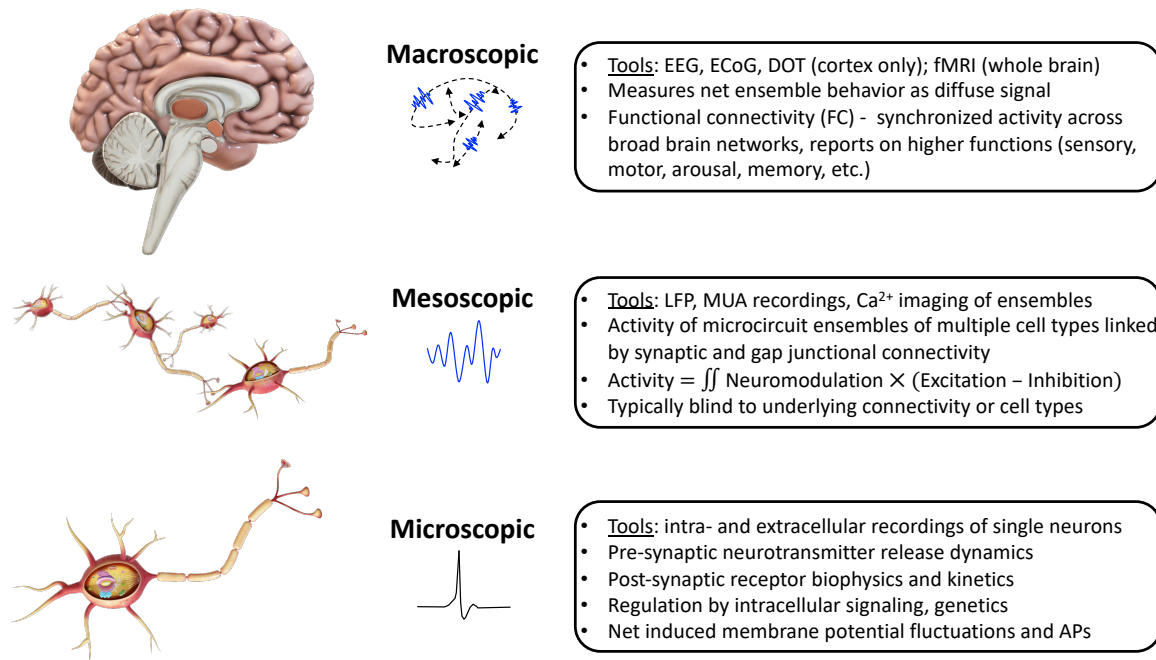 Macroscopic
• Tools: EEG, ECoG, DOT (cortex only); fMRI (whole brain)
• Measures net ensemble behavior as diffuse signal
• Functional connectivity (FC) - synchronized activity across
broad brain networks, reports on higher functions (sensory,
motor, arousal, memory, etc.)
Mesoscopic
• Tools: LFP, MUA recordings, Ca²⁺ imaging of ensembles
• Activity of microcircuit ensembles of multiple cell types linked
by synaptic and gap junctional connectivity
• Activity = ∬ Neuromodulation × (Excitation − Inhibition)
• Typically blind to underlying connectivity or cell types
Microscopic
• Tools: intra- and extracellular recordings of single neurons
• Pre-synaptic neurotransmitter release dynamics
• Post-synaptic receptor biophysics and kinetics
• Regulation by intracellular signaling, genetics
• Net induced membrane potential fluctuations and APs